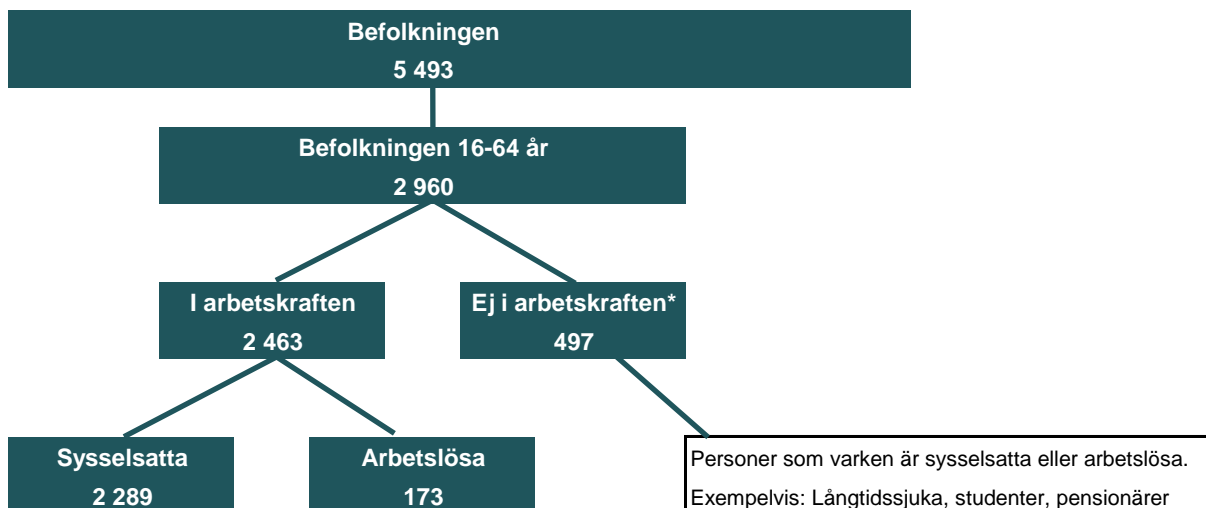 Befolkningen
5 493
Befolkningen 16-64 år
2 960
I arbetskraften
2 463
Ej i arbetskraften*
497
Sysselsatta
2 289
Arbetslösa
173
Personer som varken är sysselsatta eller arbetslösa.
Exempelvis: Långtidssjuka, studenter, pensionärer